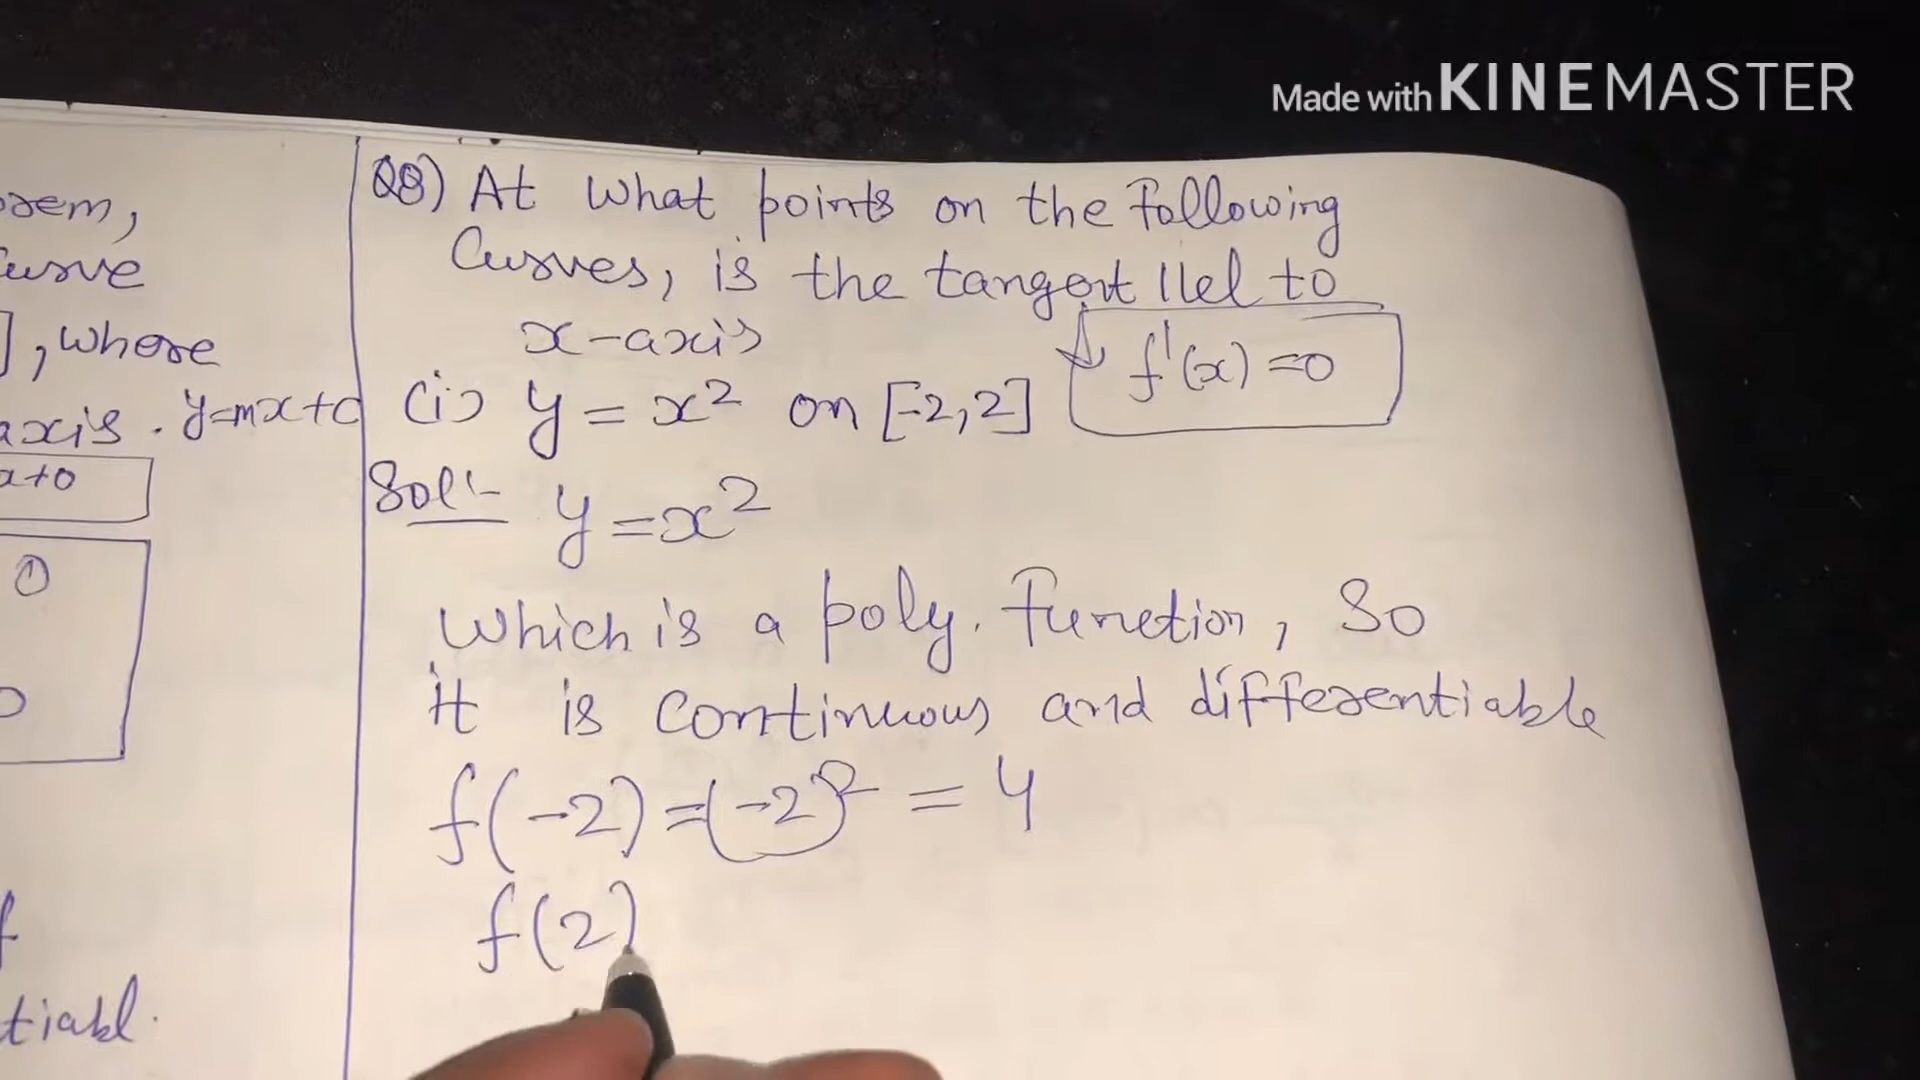 Made with KINEMASTER
orem,
Curve
], where
axis. y=mx+c
x+0
0
f
tiabl.
Q8) At what points on the following
Curves, is the tangent llel to
x-axis
f'(x) =0
(i) y = x² on [-2,2]
Sol:- y =x²
Which is a poly. function, So
it is continuous and differentiable
f(-2) =(-2)² = 4
f(2)